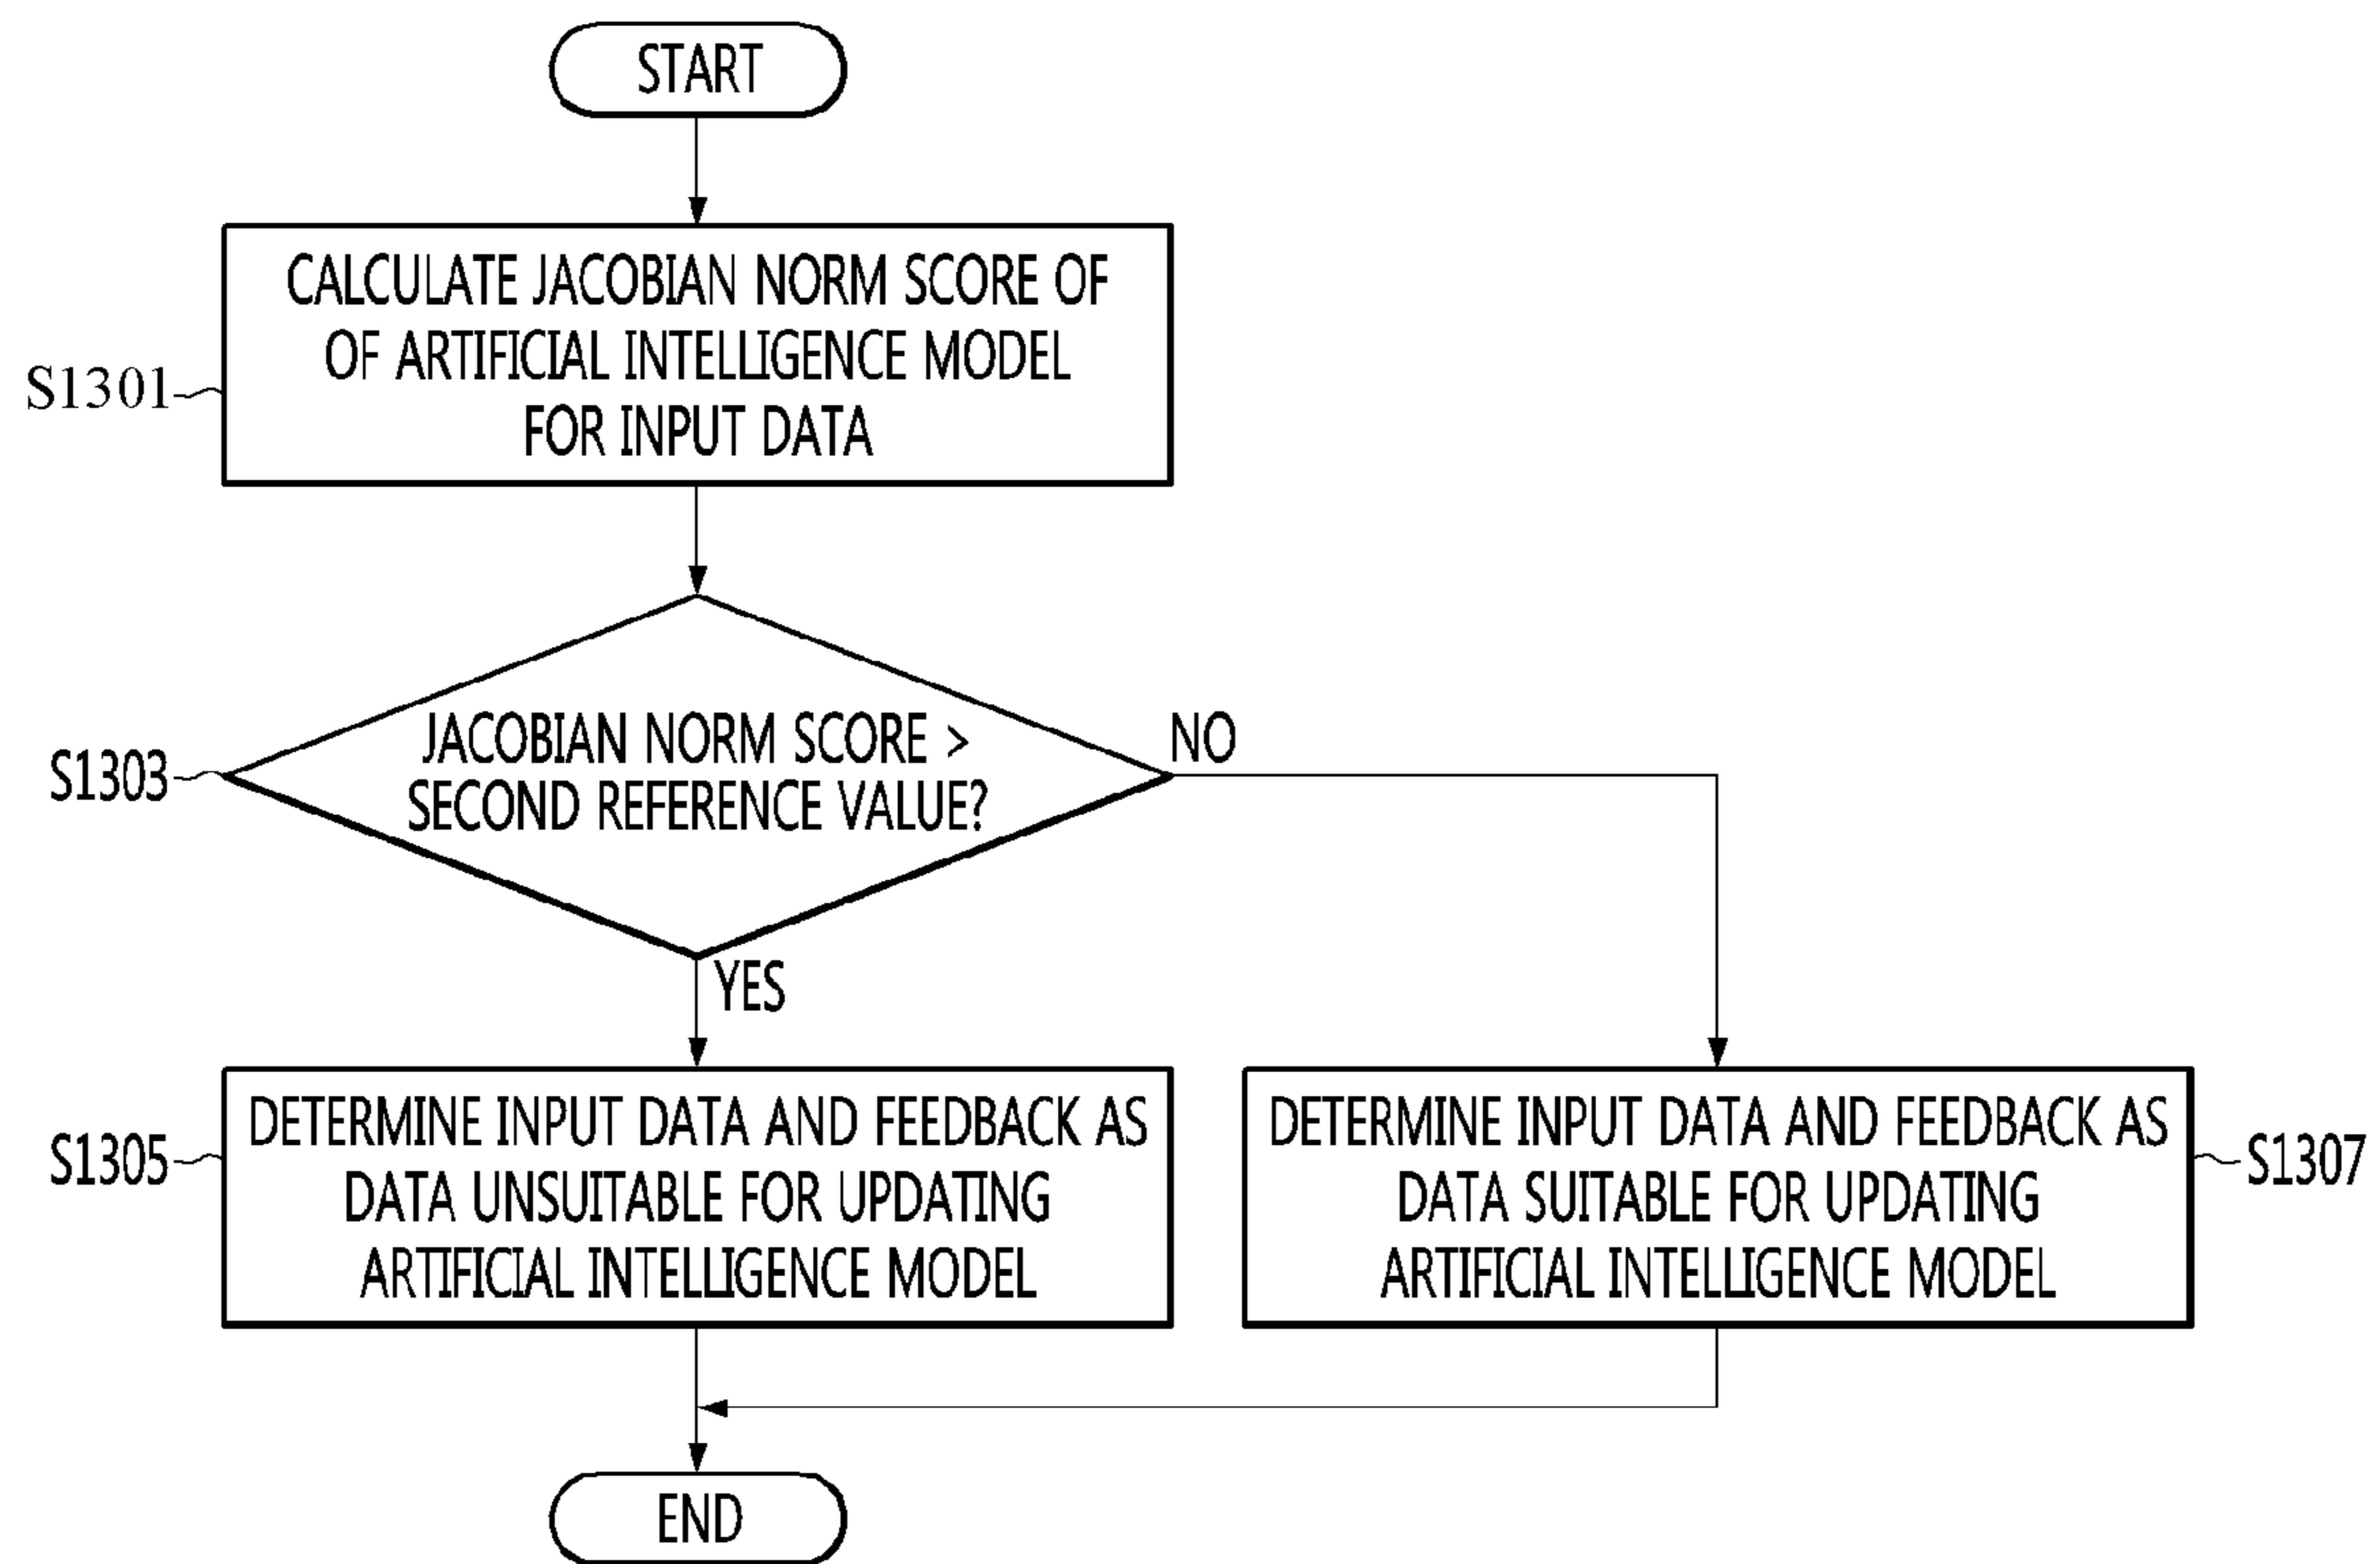 START
CALCULATE JACOBIAN NORM SCORE OF
OF ARTIFICIAL INTELLIGENCE MODEL
FOR INPUT DATA
S1301
JACOBIAN NORM SCORE >
SECOND REFERENCE VALUE?
S1303
NO
YES
DETERMINE INPUT DATA AND FEEDBACK AS
DATA UNSUITABLE FOR UPDATING
ARTIFICIAL INTELLIGENCE MODEL
S1305
DETERMINE INPUT DATA AND FEEDBACK AS
DATA SUITABLE FOR UPDATING
ARTIFICIAL INTELLIGENCE MODEL
S1307
END